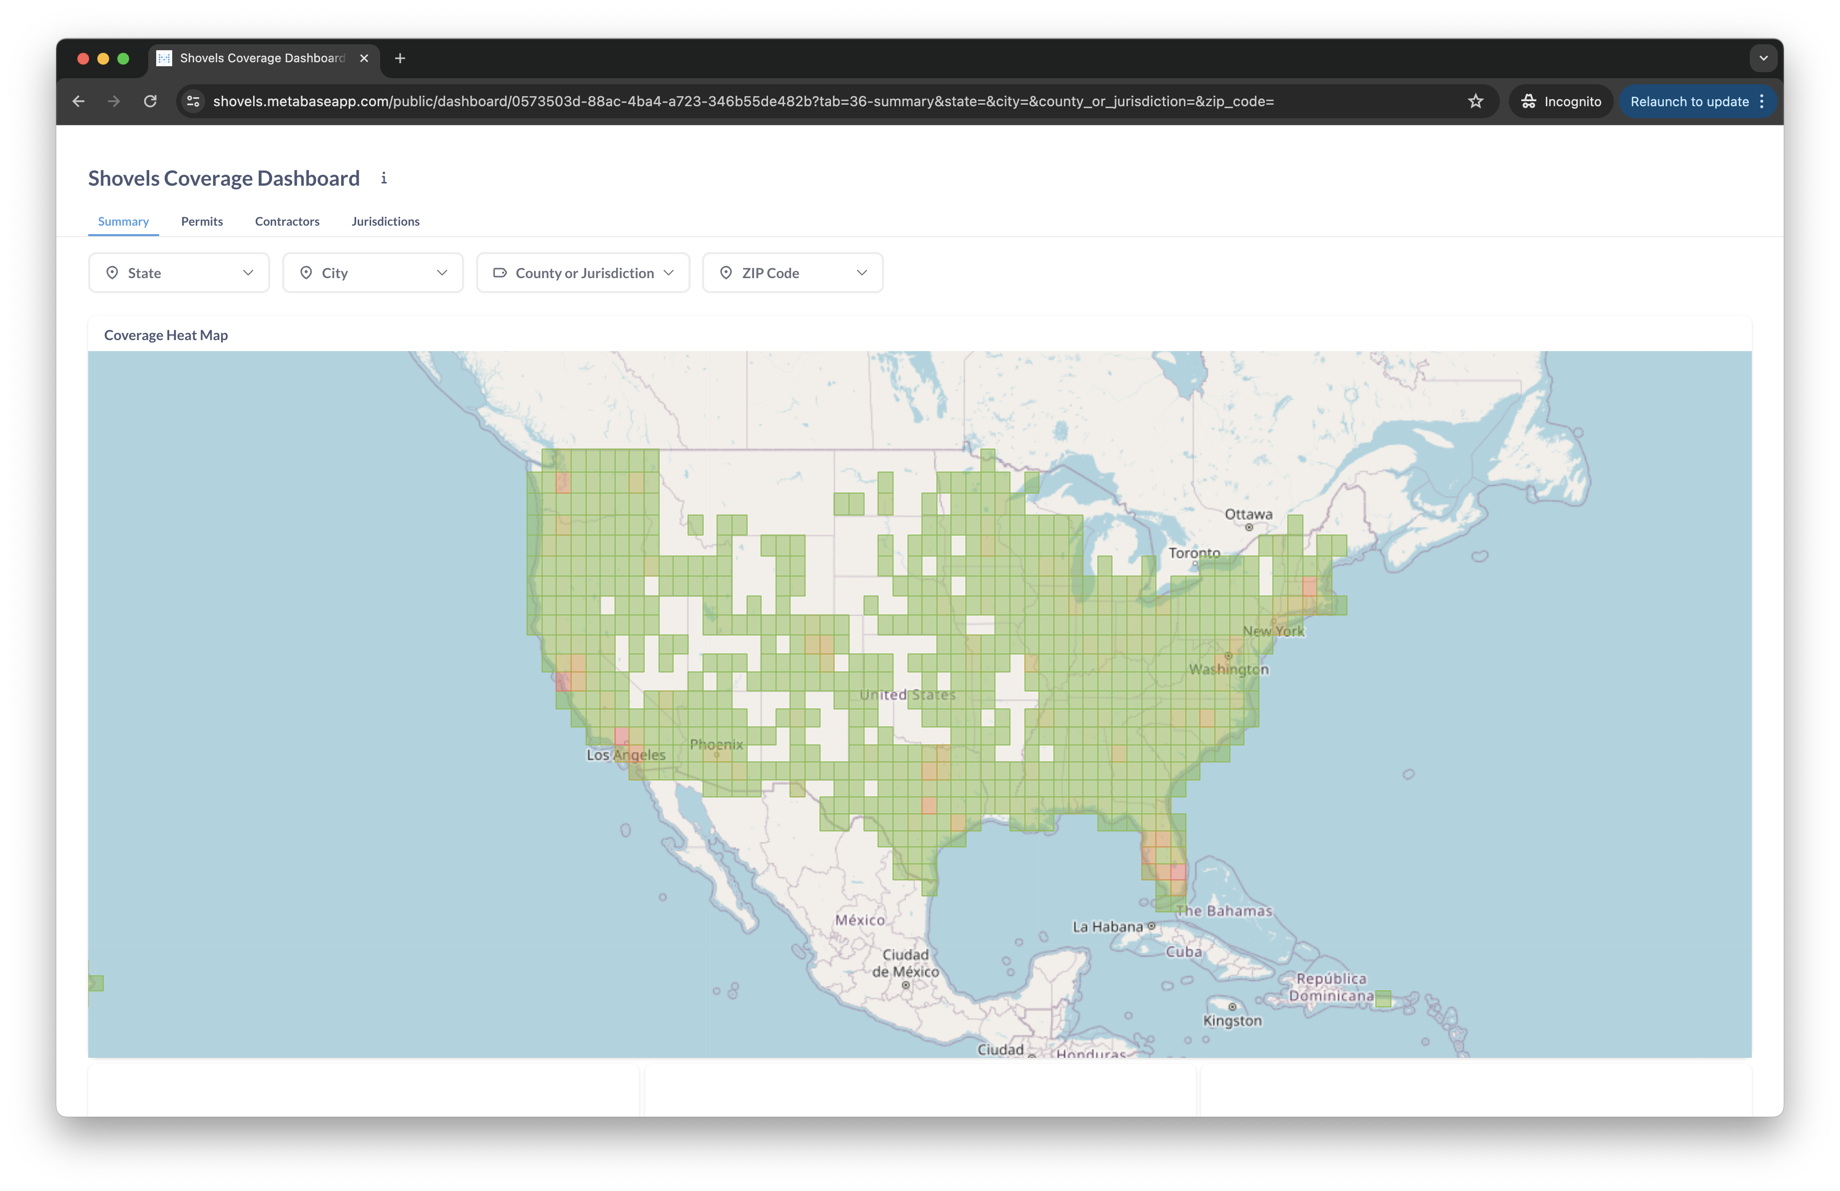 Shovels Coverage Dashboard
shovels.metabaseapp.com/public/dashboard/0573503d-88ac-4ba4-a723-346b55de482b?tab=36-summary&state=&city=&county_or_jurisdiction=&zip_code=
Incognito
Relaunch to update
Shovels Coverage Dashboard i
Summary Permits Contractors Jurisdictions
State City County or Jurisdiction ZIP Code
Coverage Heat Map
Ottawa
Toronto
New York
Washington
United States
Phoenix
Los Angeles
México
The Bahamas
La Habana
Cuba
Ciudad
de México
República
Dominicana
Kingston
Ciudad
Honduras